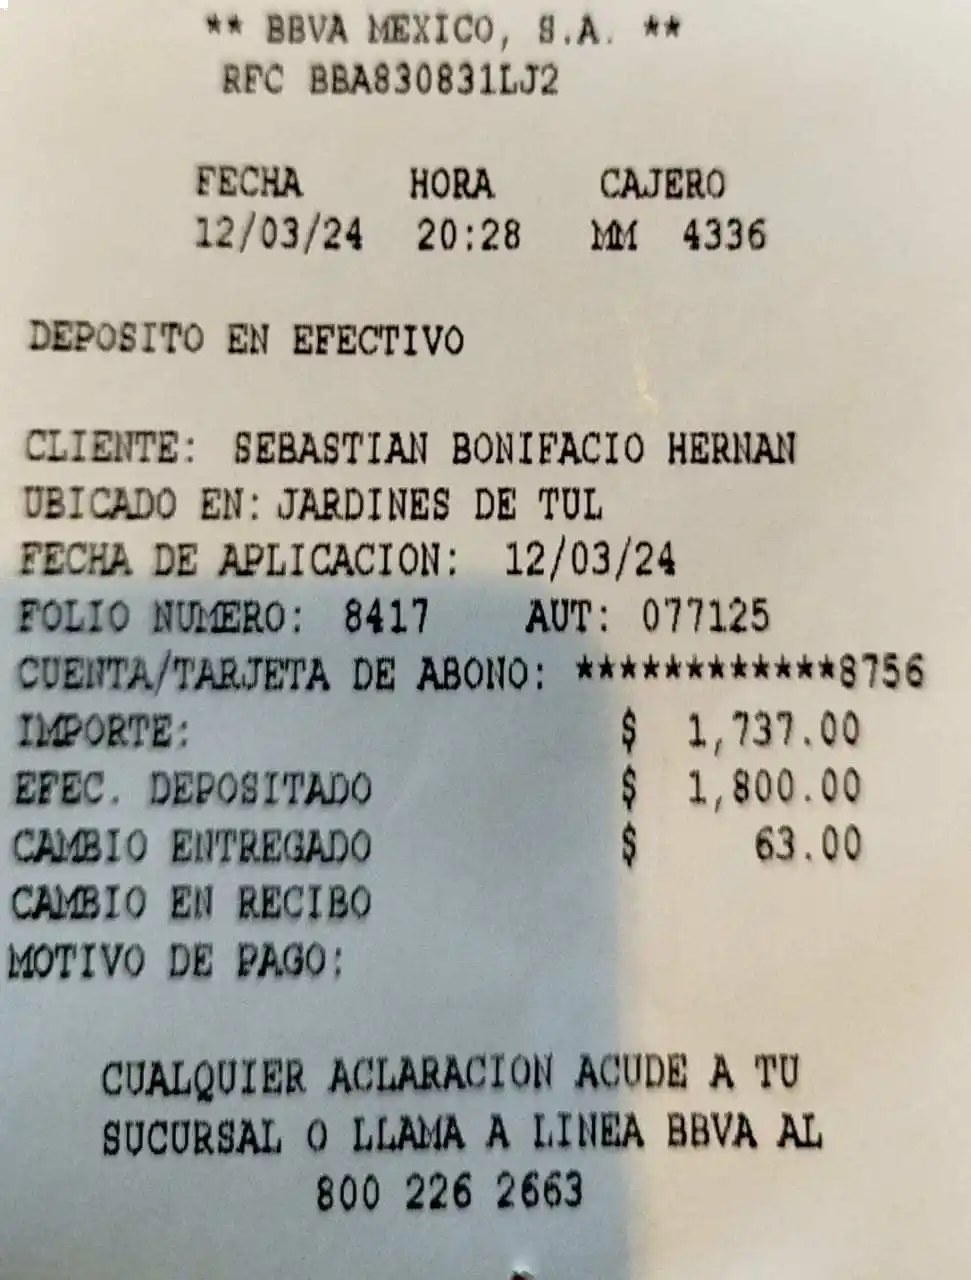 ** BBVA MEXICO, S.A. **
RFC BBA830831LJ2
FECHA HORA CAJERO
12/03/24 20:28 MM 4336
DEPOSITO EN EFECTIVO
CLIENTE: SEBASTIAN BONIFACIO HERNAN
UBICADO EN: JARDINES DE TUL
FECHA DE APLICACION: 12/03/24
FOLIO NUMERO: 8417 AUT: 077125
CUENTA/TARJETA DE ABONO: ************8756
IMPORTE: $ 1,737.00
EFEC. DEPOSITADO $ 1,800.00
CAMBIO ENTREGADO $ 63.00
CAMBIO EN RECIBO
MOTIVO DE PAGO:
CUALQUIER ACLARACION ACUDE A TU
SUCURSAL O LLAMA A LINEA BBVA AL
800 226 2663